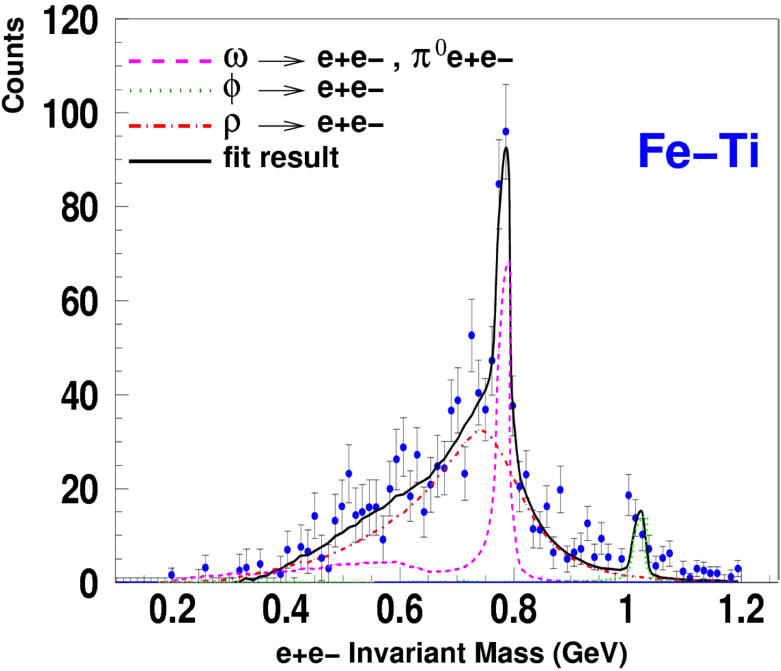 120
100
80
60
40
20
0
Counts
ω → e+e− , π⁰e+e−
ϕ → e+e−
ρ → e+e−
fit result
Fe−Ti
0.2 0.4 0.6 0.8 1 1.2
e+e− Invariant Mass (GeV)